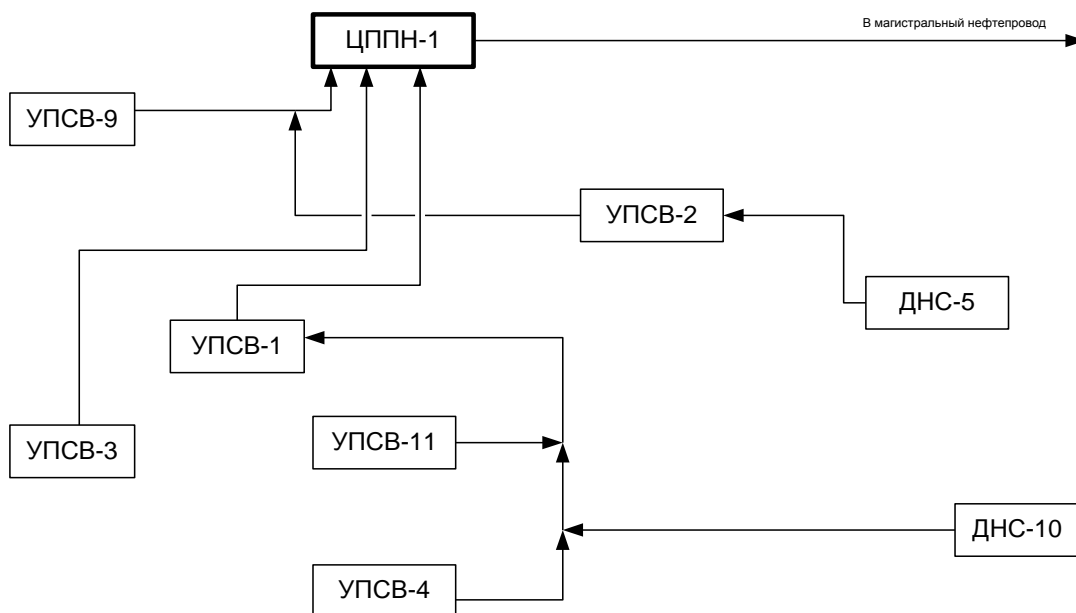 В магистральный нефтепровод
ЦППН-1
УПСВ-9
УПСВ-2
ДНС-5
УПСВ-1
УПСВ-11
УПСВ-3
ДНС-10
УПСВ-4